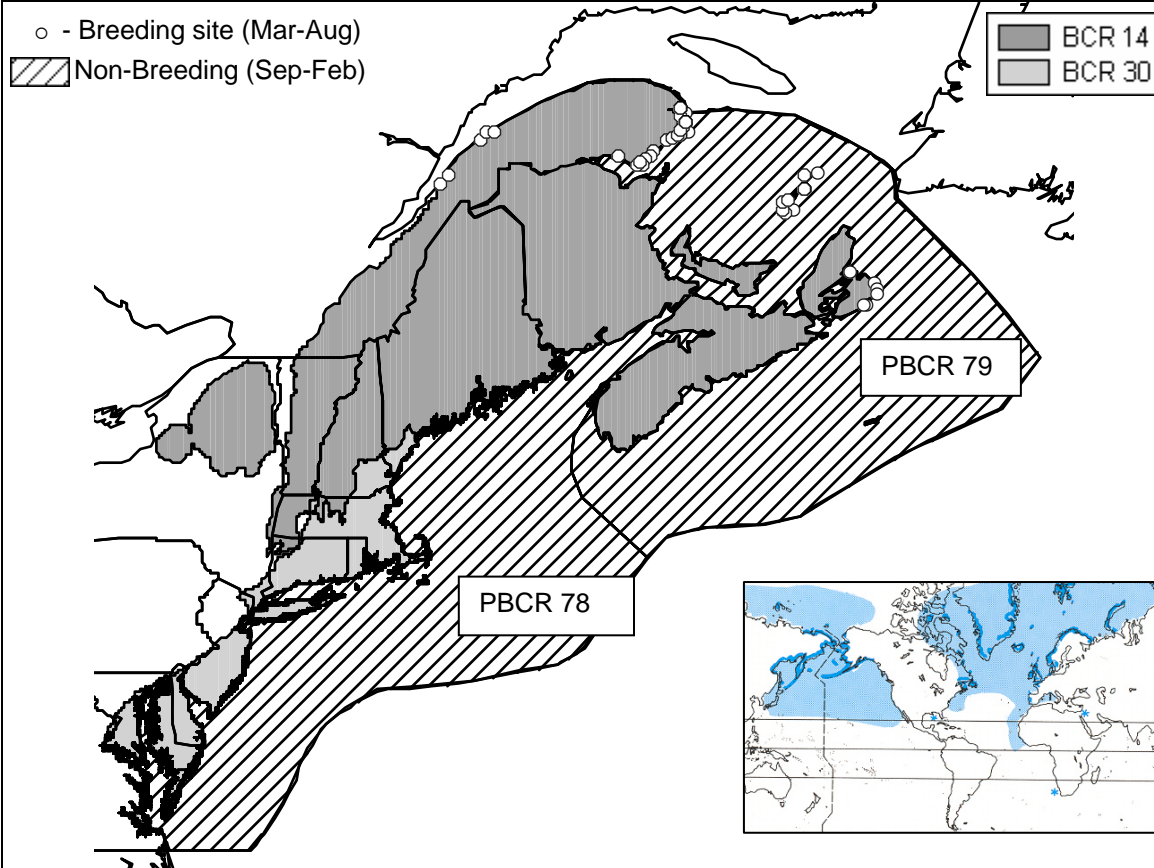 ○ - Breeding site (Mar-Aug)
Non-Breeding (Sep-Feb)
BCR 14
BCR 30
PBCR 79
PBCR 78